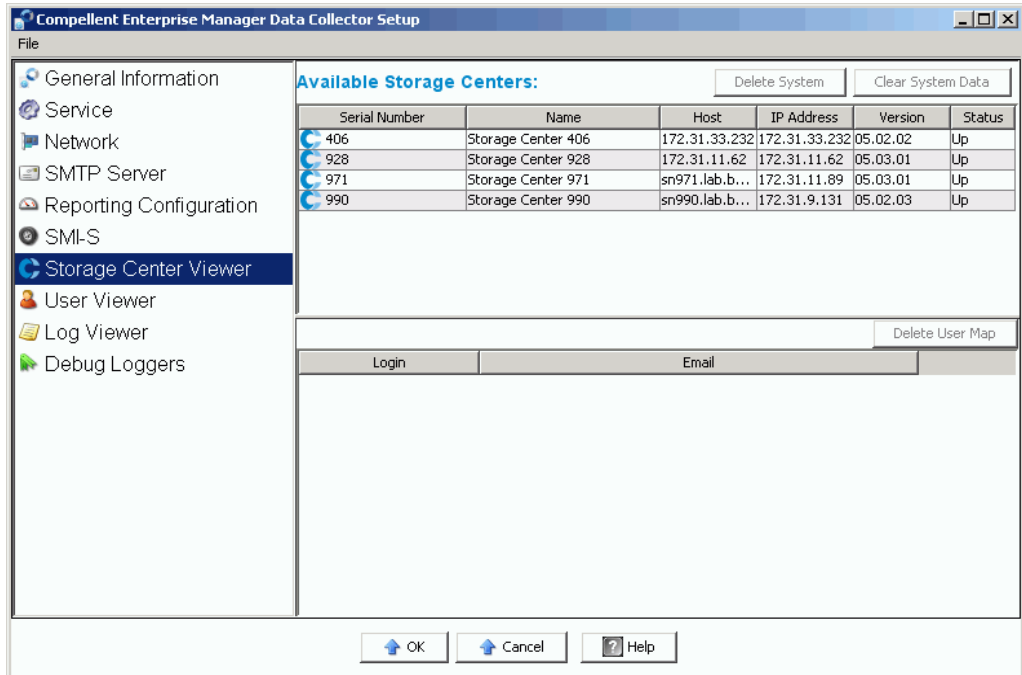 Compellent Enterprise Manager Data Collector Setup
File
General Information
Service
Network
SMTP Server
Reporting Configuration
SMI-S
Storage Center Viewer
User Viewer
Log Viewer
Debug Loggers
Available Storage Centers: Delete System Clear System Data
Serial Number Name Host IP Address Version Status
406 Storage Center 406 172.31.33.232 172.31.33.232 05.02.02 Up
928 Storage Center 928 172.31.11.62 172.31.11.62 05.03.01 Up
971 Storage Center 971 sn971.lab.b... 172.31.11.89 05.03.01 Up
990 Storage Center 990 sn990.lab.b... 172.31.9.131 05.02.03 Up
Delete User Map
Login Email
OK Cancel Help